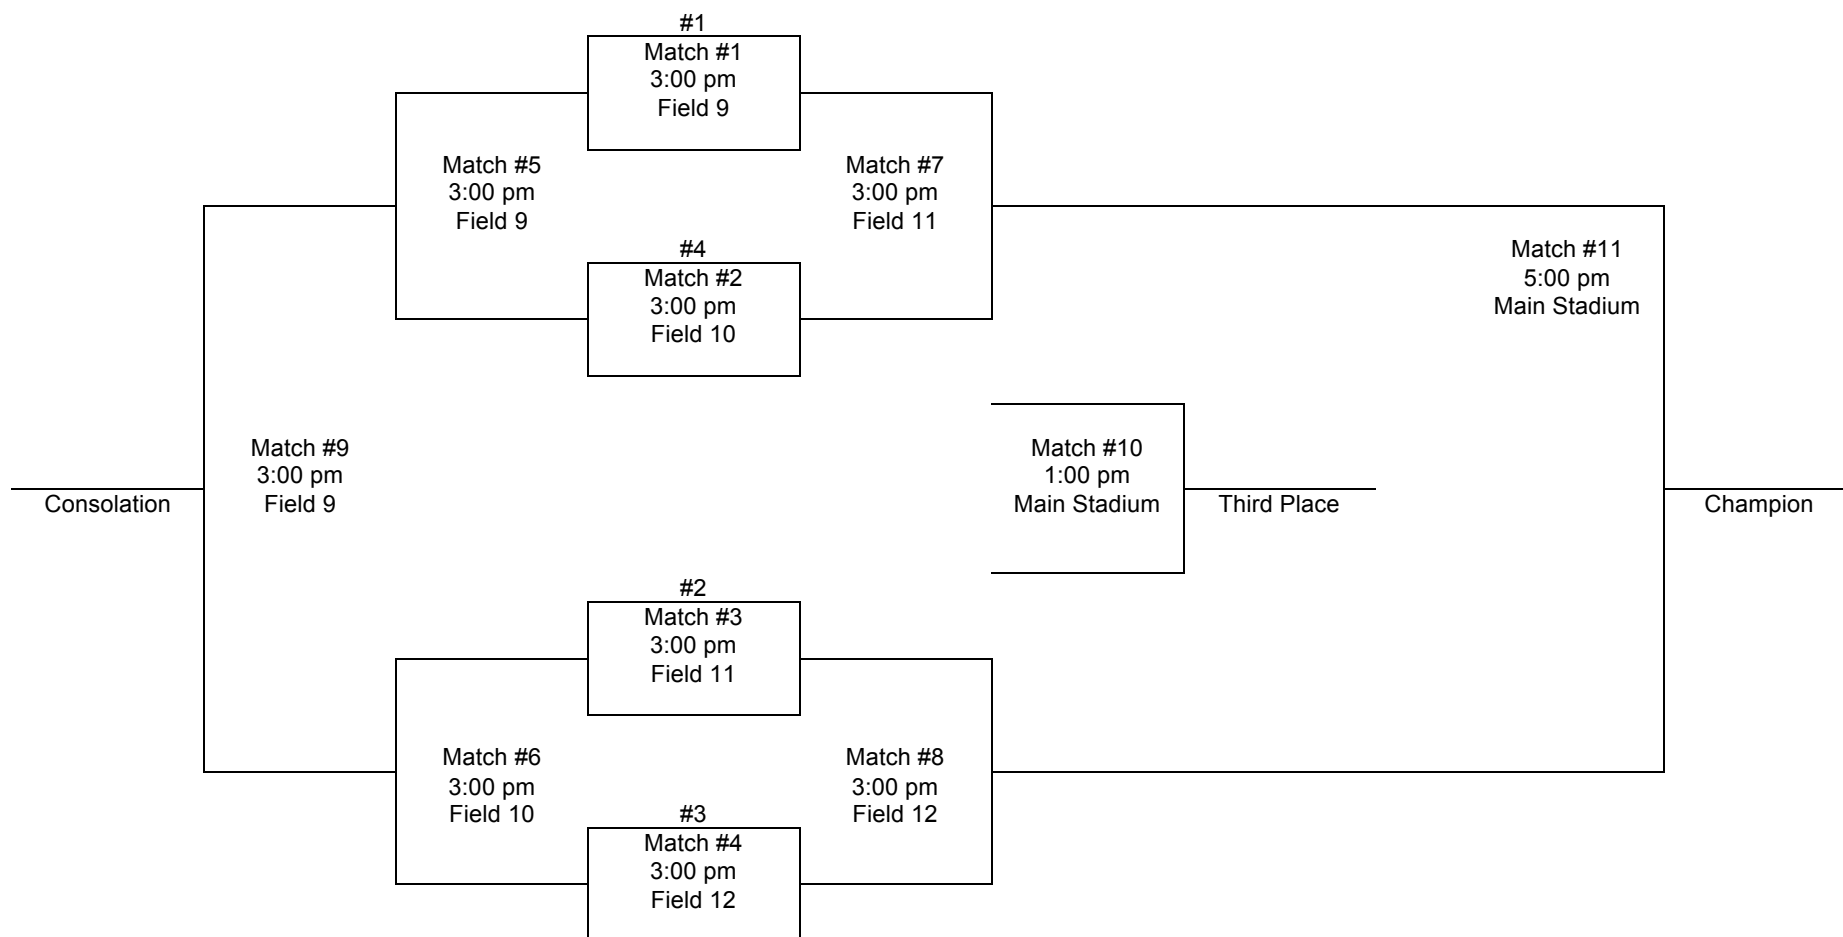 #1
Match #1
3:00 pm
Field 9
Match #5
3:00 pm
Field 9
Match #7
3:00 pm
Field 11
#4
Match #2
3:00 pm
Field 10
Match #11
5:00 pm
Main Stadium
Match #9
3:00 pm
Field 9
Consolation
Match #10
1:00 pm
Main Stadium
Third Place
Champion
#2
Match #3
3:00 pm
Field 11
Match #6
3:00 pm
Field 10
Match #8
3:00 pm
Field 12
#3
Match #4
3:00 pm
Field 12